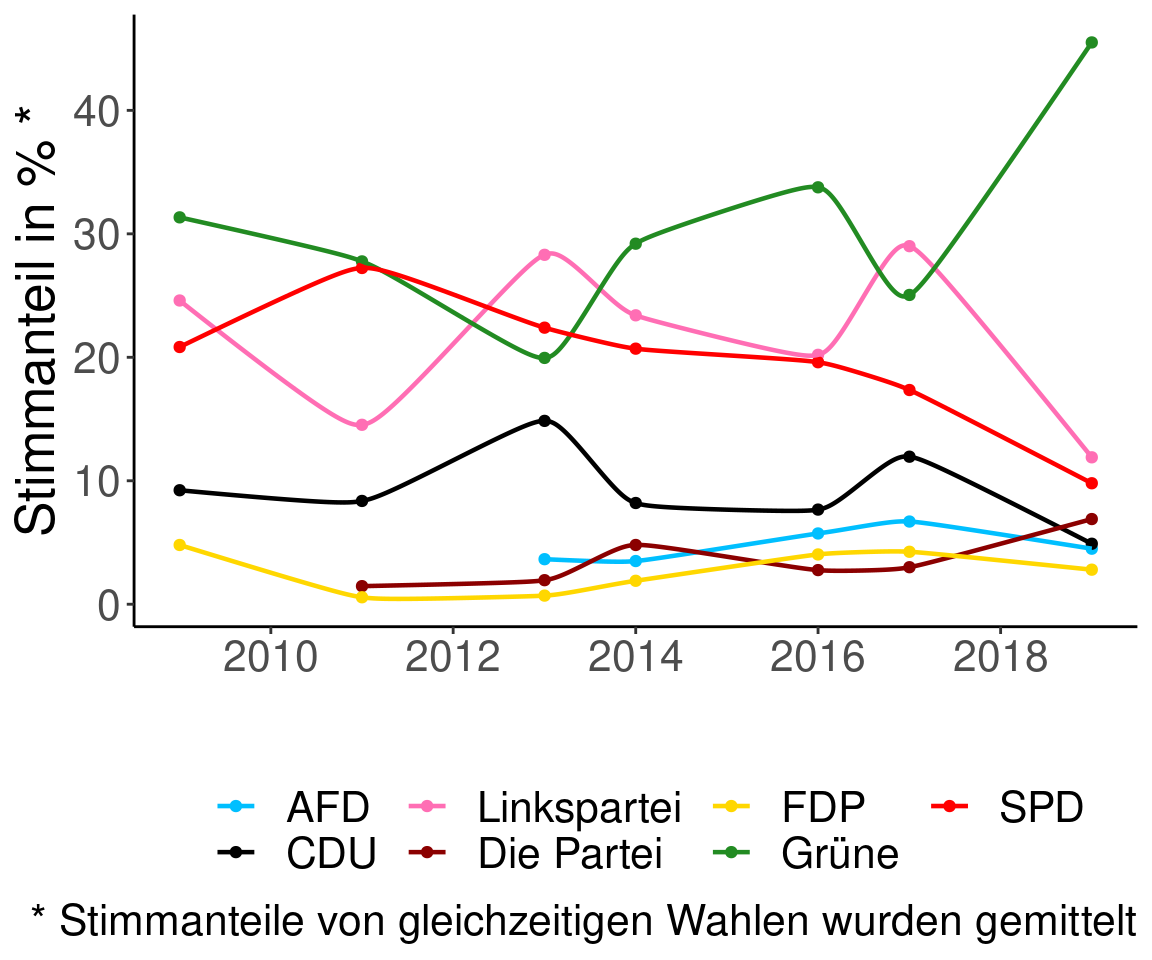 Stimmanteil in % *
40
30
20
10
0
2010 2012 2014 2016 2018
AFD Linkspartei FDP SPD
CDU Die Partei Grüne
* Stimmanteile von gleichzeitigen Wahlen wurden gemittelt